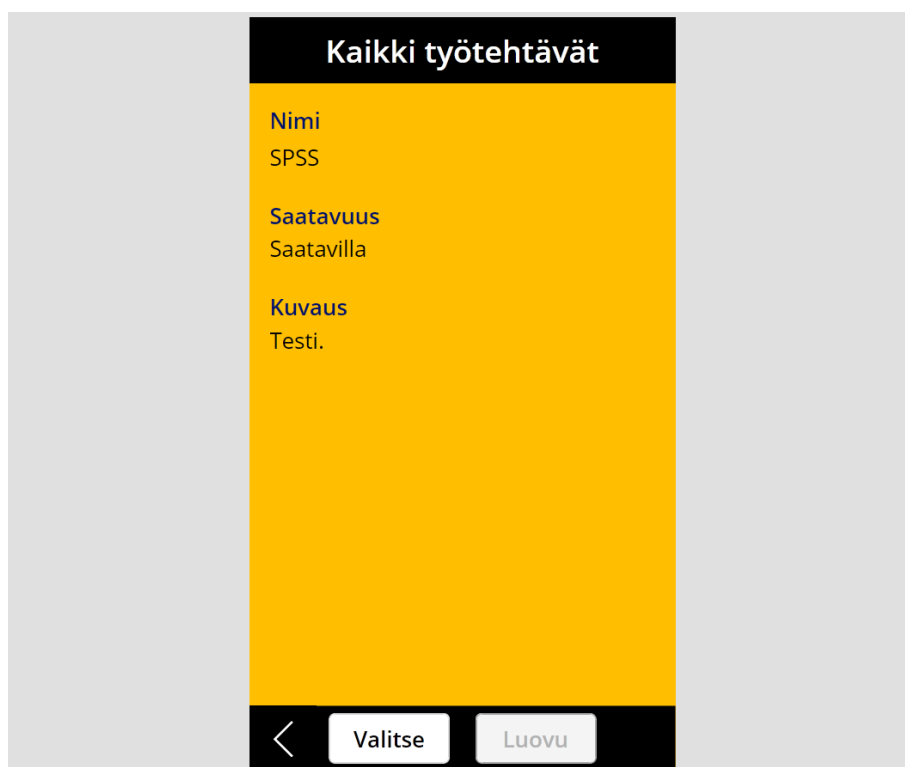 Kaikki työtehtävät
Nimi
SPSS
Saatavuus
Saatavilla
Kuvaus
Testi.
Valitse
Luovu